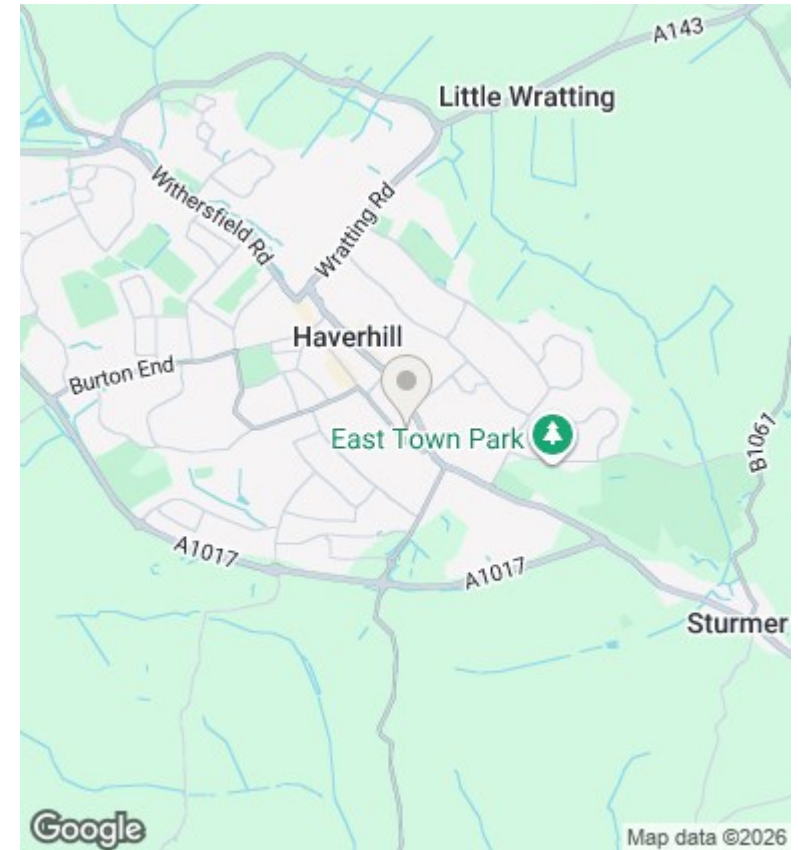 A143
Little Wratting
Withersfield Rd
Wratting Rd
Haverhill
Burton End
East Town Park
B1061
A1017
A1017
Sturmer
Google
Map data ©2026